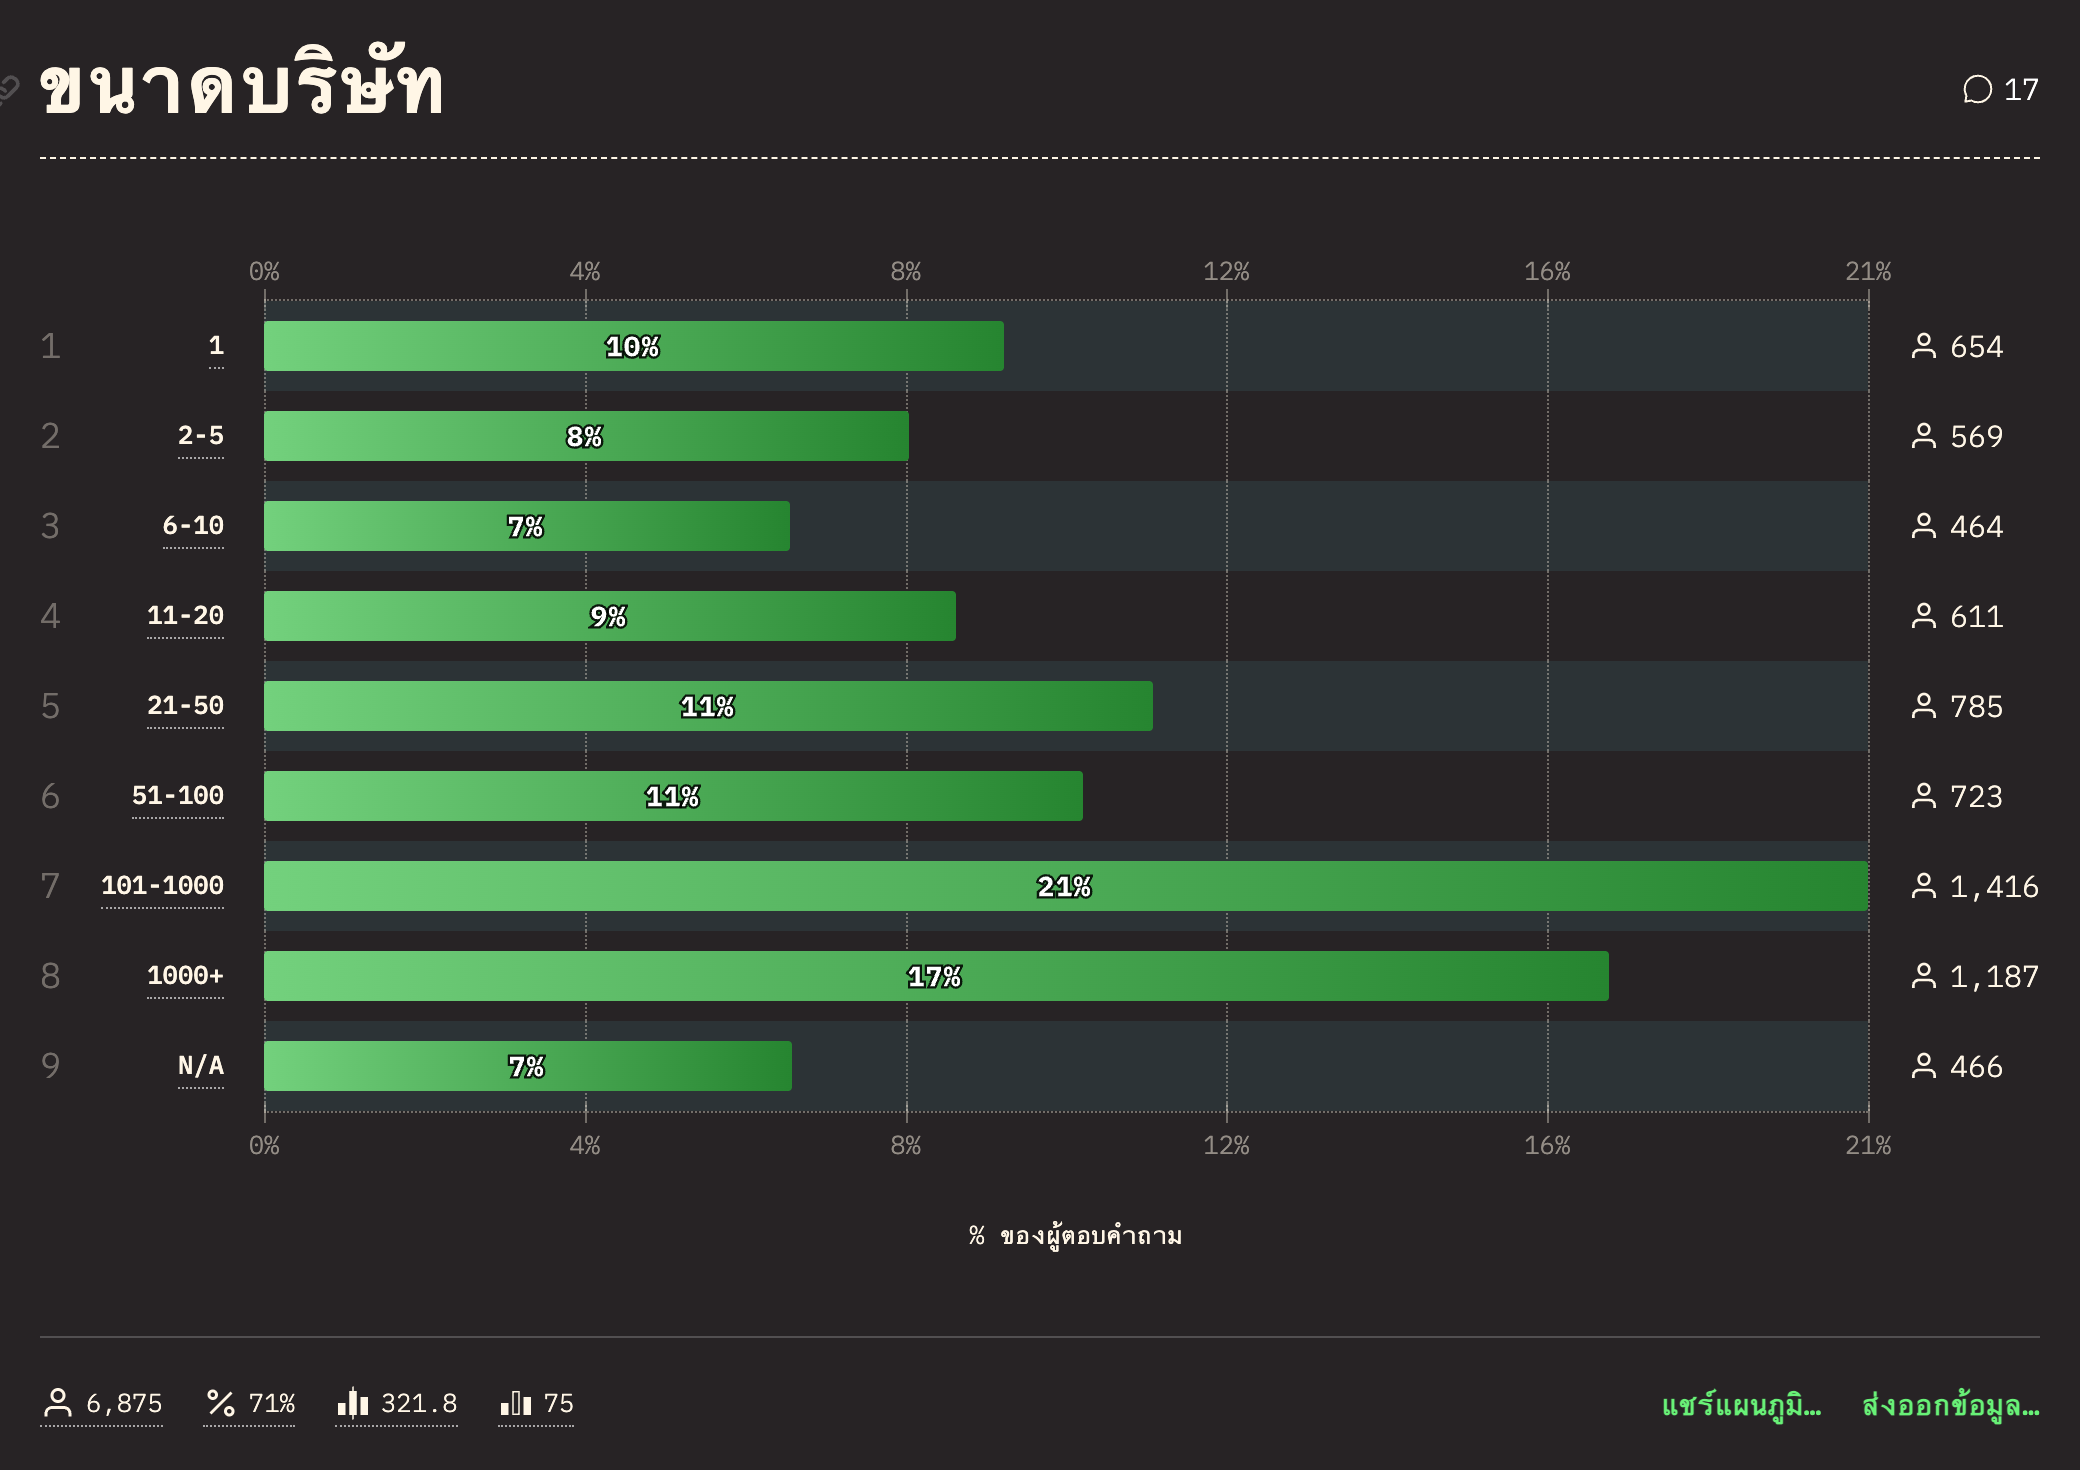 ขนาดบริษัท
17
0% 4% 8% 12% 16% 21%
1 1 10% 654
2 2-5 8% 569
3 6-10 7% 464
4 11-20 9% 611
5 21-50 11% 785
6 51-100 11% 723
7 101-1000 21% 1,416
8 1000+ 17% 1,187
9 N/A 7% 466
0% 4% 8% 12% 16% 21%
% ของผู้ตอบคำถาม
6,875 71% 321.8 75 แชร์แผนภูมิ… ส่งออกข้อมูล…